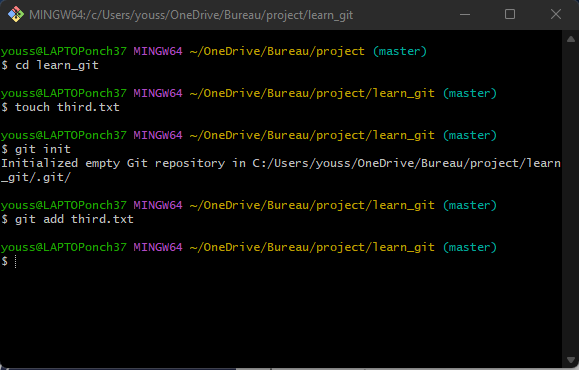 MINGW64:/c/Users/youss/OneDrive/Bureau/project/learn_git
youss@LAPTOPonch37 MINGW64 ~/OneDrive/Bureau/project (master)
$ cd learn_git
youss@LAPTOPonch37 MINGW64 ~/OneDrive/Bureau/project/learn_git (master)
$ touch third.txt
youss@LAPTOPonch37 MINGW64 ~/OneDrive/Bureau/project/learn_git (master)
$ git init
Initialized empty Git repository in C:/Users/youss/OneDrive/Bureau/project/learn
_git/.git/
youss@LAPTOPonch37 MINGW64 ~/OneDrive/Bureau/project/learn_git (master)
$ git add third.txt
youss@LAPTOPonch37 MINGW64 ~/OneDrive/Bureau/project/learn_git (master)
$